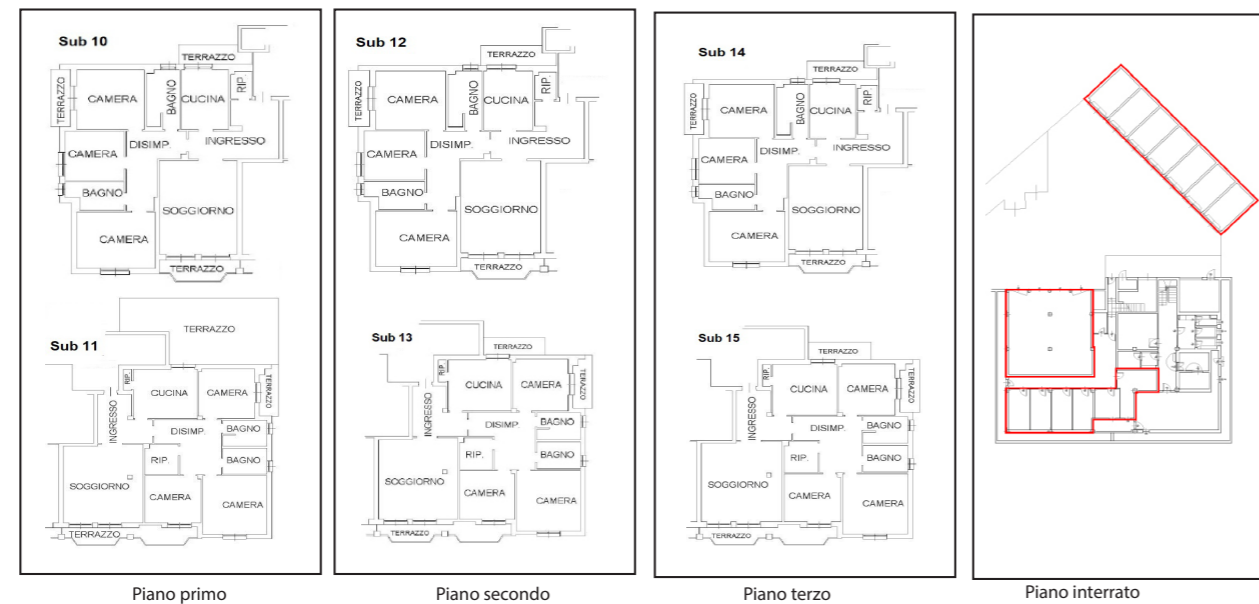 Sub 10
TERRAZZO
TERRAZZO
CAMERA
BAGNO
CUCINA
RIP.
DISIMP.
INGRESSO
CAMERA
BAGNO
SOGGIORNO
CAMERA
TERRAZZO
Sub 11
TERRAZZO
RIP.
CUCINA
CAMERA
TERRAZZO
INGRESSO
DISIMP.
BAGNO
RIP.
BAGNO
SOGGIORNO
CAMERA
CAMERA
TERRAZZO
Piano primo
Sub 12
TERRAZZO
TERRAZZO
CAMERA
BAGNO
CUCINA
RIP.
DISIMP.
INGRESSO
CAMERA
BAGNO
SOGGIORNO
CAMERA
TERRAZZO
Sub 13
TERRAZZO
RIP.
CUCINA
CAMERA
TERRAZZO
INGRESSO
DISIMP.
BAGNO
RIP.
BAGNO
SOGGIORNO
CAMERA
CAMERA
TERRAZZO
Piano secondo
Sub 14
TERRAZZO
TERRAZZO
CAMERA
BAGNO
CUCINA
RIP.
DISIMP.
INGRESSO
CAMERA
BAGNO
SOGGIORNO
CAMERA
TERRAZZO
Sub 15
TERRAZZO
RIP.
CUCINA
CAMERA
TERRAZZO
INGRESSO
DISIMP.
BAGNO
RIP.
BAGNO
SOGGIORNO
CAMERA
CAMERA
TERRAZZO
Piano terzo
Piano interrato